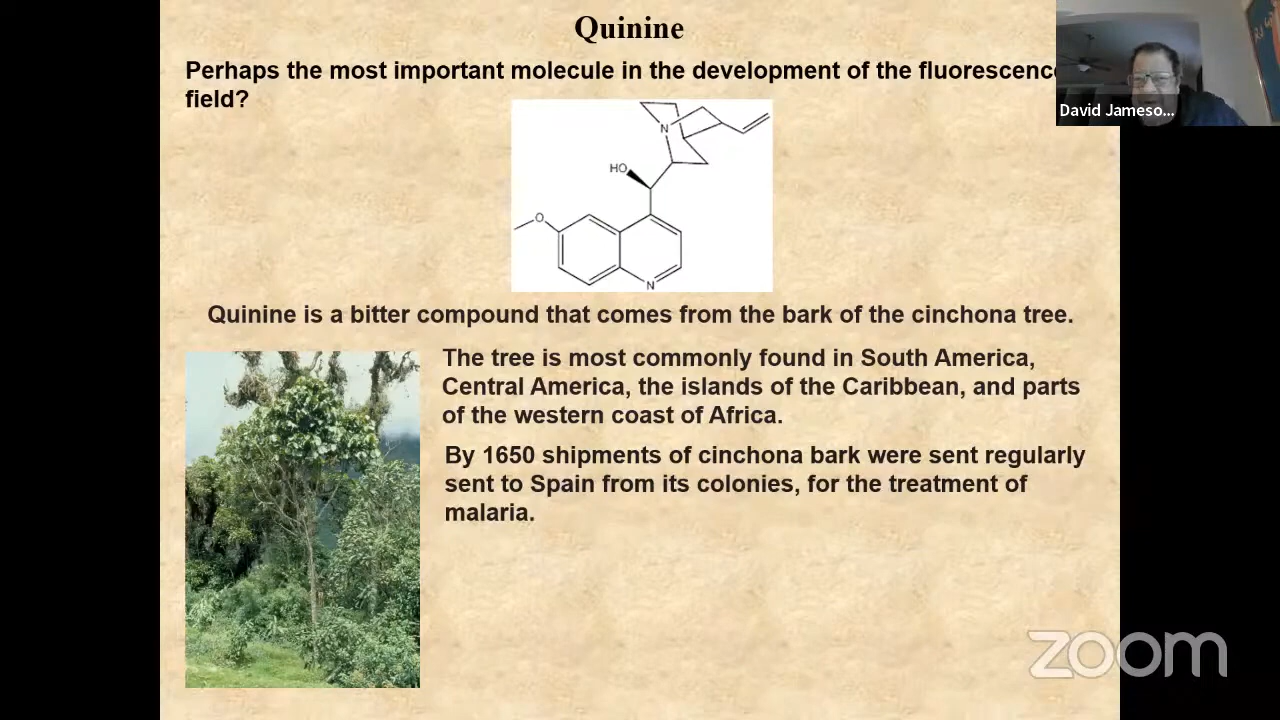 Quinine
Perhaps the most important molecule in the development of the fluorescence
field?
David Jameso...
N
HO
O
N
Quinine is a bitter compound that comes from the bark of the cinchona tree.
The tree is most commonly found in South America,
Central America, the islands of the Caribbean, and parts
of the western coast of Africa.
By 1650 shipments of cinchona bark were sent regularly
sent to Spain from its colonies, for the treatment of
malaria.
zoom